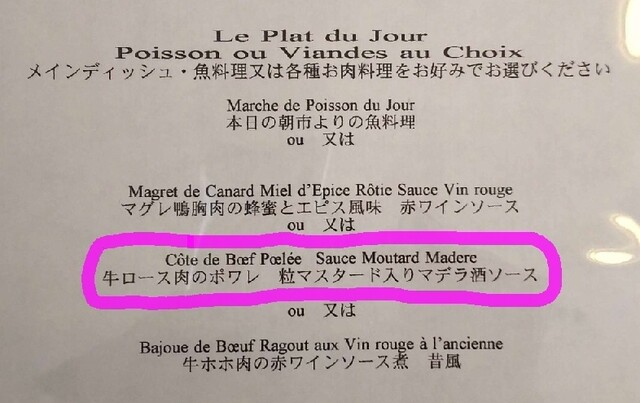 Le Plat du Jour
Poisson ou Viandes au Choix
メインディッシュ・魚料理又は各種お肉料理をお好みでお選びください
Marche de Poisson du Jour
本日の朝市よりの魚料理
ou 又は
Magret de Canard Miel d'Epice Rôtie Sauce Vin rouge
マグレ鴨胸肉の蜂蜜とエピス風味 赤ワインソース
ou 又は
Côte de Bœf Pœlée Sauce Moutard Madere
牛ロース肉のポワレ 粒マスタード入りマデラ酒ソース
ou 又は
Bajoue de Bœuf Ragout aux Vin rouge à l'ancienne
牛ホホ肉の赤ワインソース煮 昔風